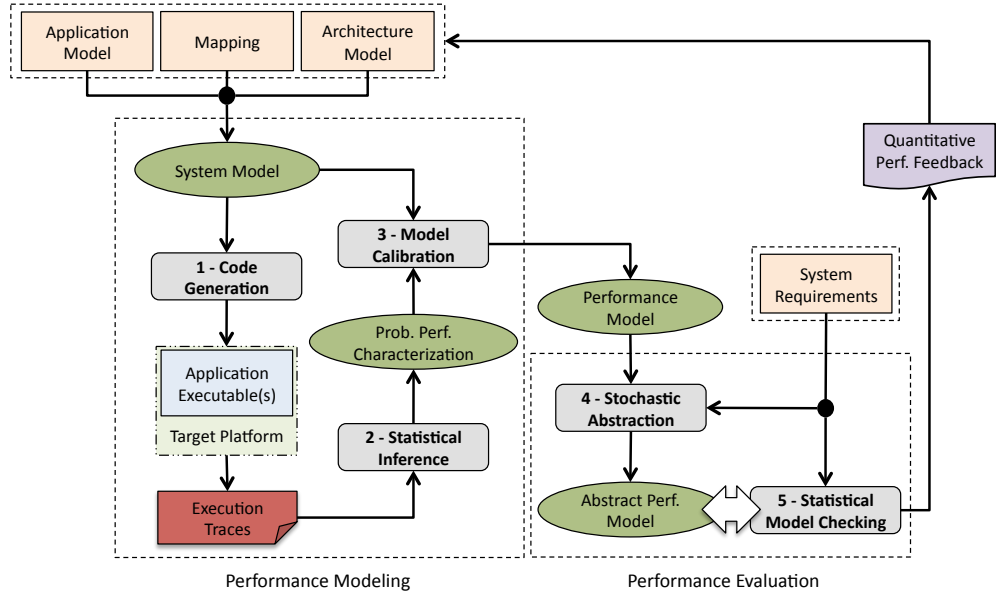 Application
Model
Mapping
Architecture
Model
System Model
1 - Code
Generation
Application
Executable(s)
Target Platform
Execution
Traces
3 - Model
Calibration
Prob. Perf.
Characterization
2 - Statistical
Inference
Performance Modeling
Performance
Model
System
Requirements
4 - Stochastic
Abstraction
Abstract Perf.
Model
5 - Statistical
Model Checking
Performance Evaluation
Quantitative
Perf. Feedback